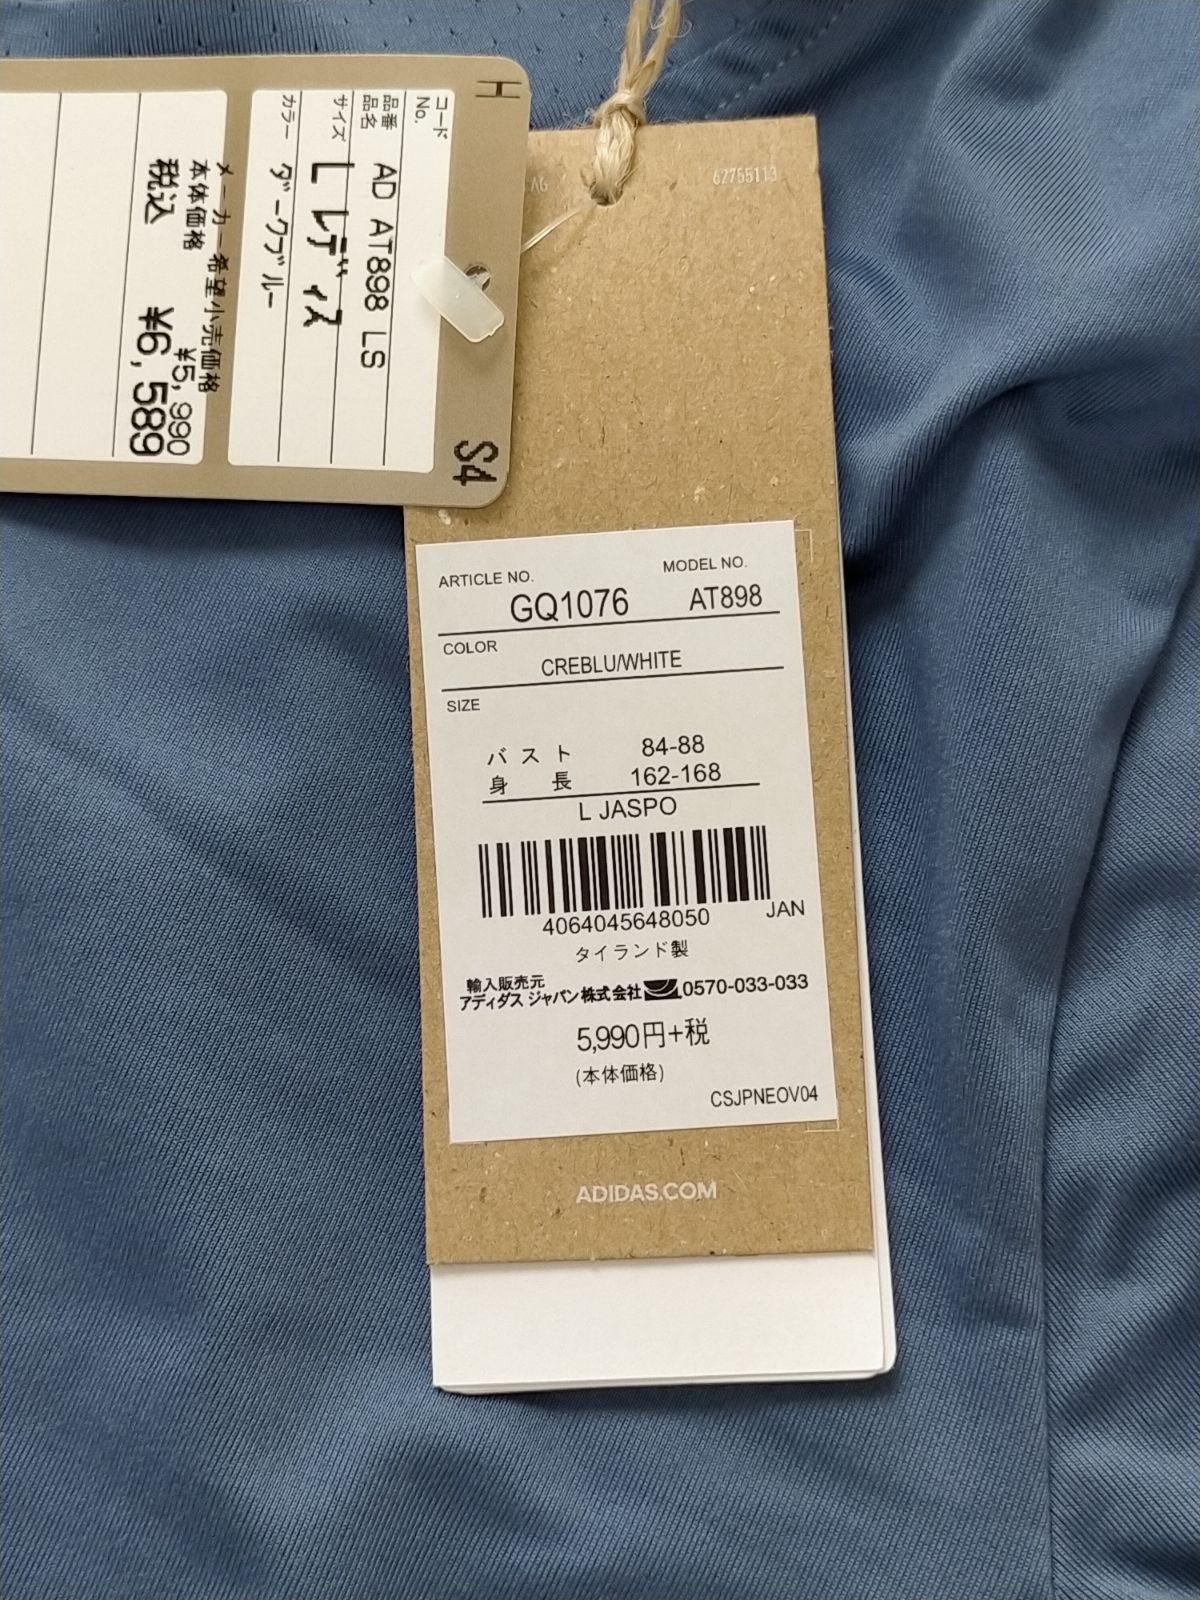 H
コード
No.
品番 AD AT898 LS
品名
サイズ L レディス
カラー ダークブルー
S4
メーカー希望小売価格
本体価格 ¥5,990
税込 ¥6,589
62755113
ARTICLE NO. MODEL NO.
GQ1076 AT898
COLOR
CREBLU/WHITE
SIZE
バスト 84-88
身長 162-168
L JASPO
4064045648050 JAN
タイランド製
輸入販売元
アディダス ジャパン株式会社 0570-033-033
5,990円+税
(本体価格)
CSJPNEOV04
ADIDAS.COM